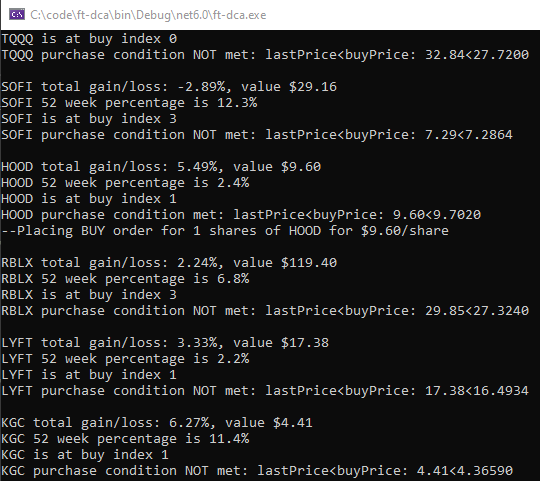 C:\code\ft-dca\bin\Debug\net6.0\ft-dca.exe
TQQQ is at buy index 0
TQQQ purchase condition NOT met: lastPrice<buyPrice: 32.84<27.7200
SOFI total gain/loss: -2.89%, value $29.16
SOFI 52 week percentage is 12.3%
SOFI is at buy index 3
SOFI purchase condition NOT met: lastPrice<buyPrice: 7.29<7.2864
HOOD total gain/loss: 5.49%, value $9.60
HOOD 52 week percentage is 2.4%
HOOD is at buy index 1
HOOD purchase condition met: lastPrice<buyPrice: 9.60<9.7020
--Placing BUY order for 1 shares of HOOD for $9.60/share
RBLX total gain/loss: 2.24%, value $119.40
RBLX 52 week percentage is 6.8%
RBLX is at buy index 3
RBLX purchase condition NOT met: lastPrice<buyPrice: 29.85<27.3240
LYFT total gain/loss: 3.33%, value $17.38
LYFT 52 week percentage is 2.2%
LYFT is at buy index 1
LYFT purchase condition NOT met: lastPrice<buyPrice: 17.38<16.4934
KGC total gain/loss: 6.27%, value $4.41
KGC 52 week percentage is 11.4%
KGC is at buy index 1
KGC purchase condition NOT met: lastPrice<buyPrice: 4.41<4.36590